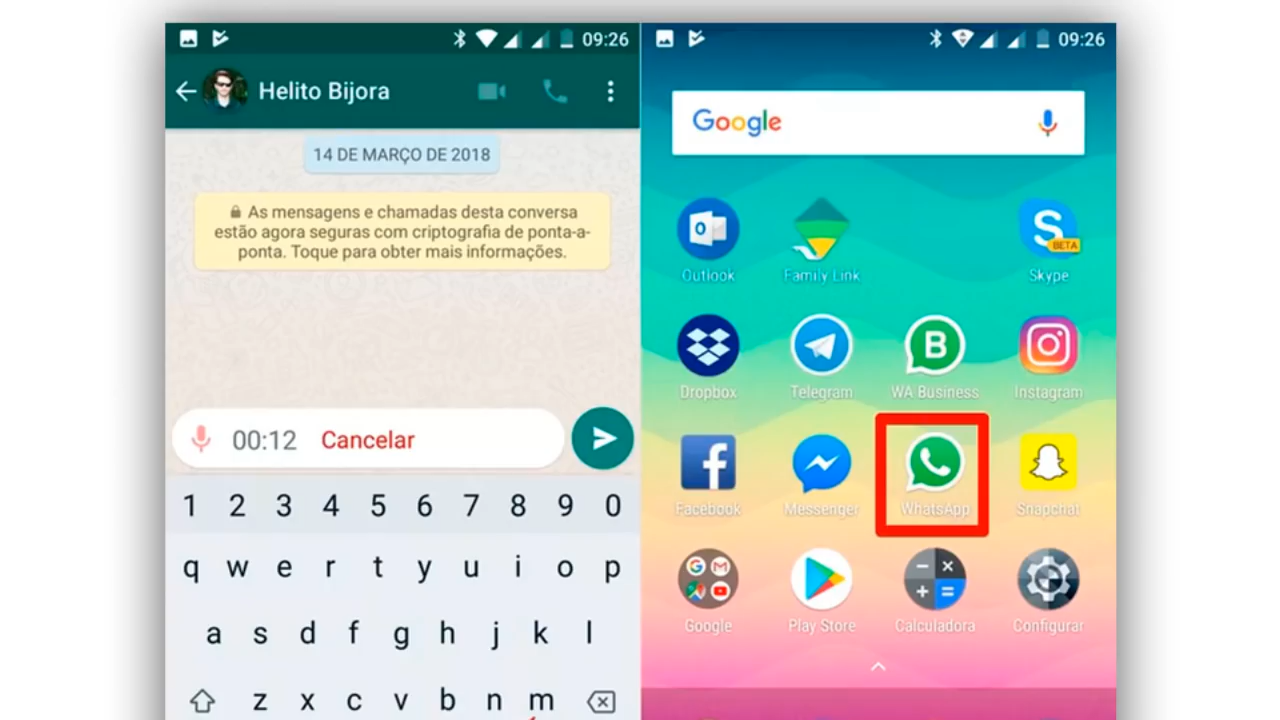 09:26
Helito Bijora
14 DE MARÇO DE 2018
As mensagens e chamadas desta conversa
estão agora seguras com criptografia de ponta-a-
ponta. Toque para obter mais informações.
00:12 Cancelar
1 2 3 4 5 6 7 8 9 0
q w e r t y u i o p
a s d f g h j k l
z x c v b n m
09:26
Google
BETA
Outlook Family Link Skype
B
Dropbox Telegram WA Business Instagram
Facebook Messenger WhatsApp Snapchat
Google Play Store Calculadora Configurar